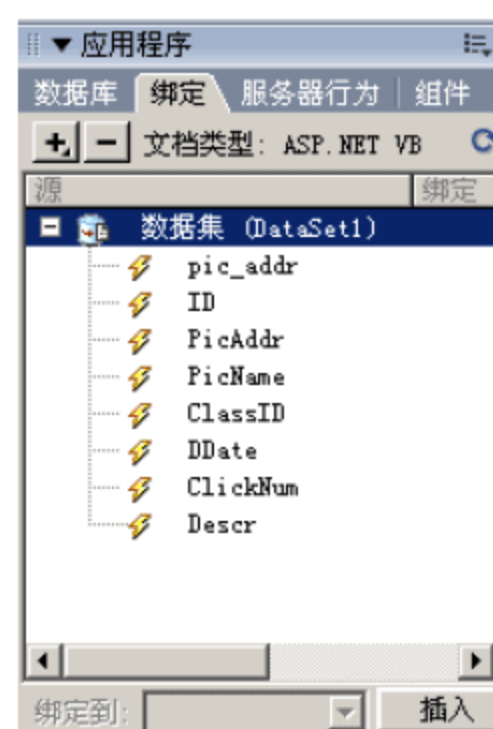 应用程序
数据库 绑定 服务器行为 组件
文档类型: ASP.NET VB
源 绑定
数据集 (DataSet1)
pic_addr
ID
PicAddr
PicName
ClassID
DDate
ClickNum
Descr
绑定到: 插入